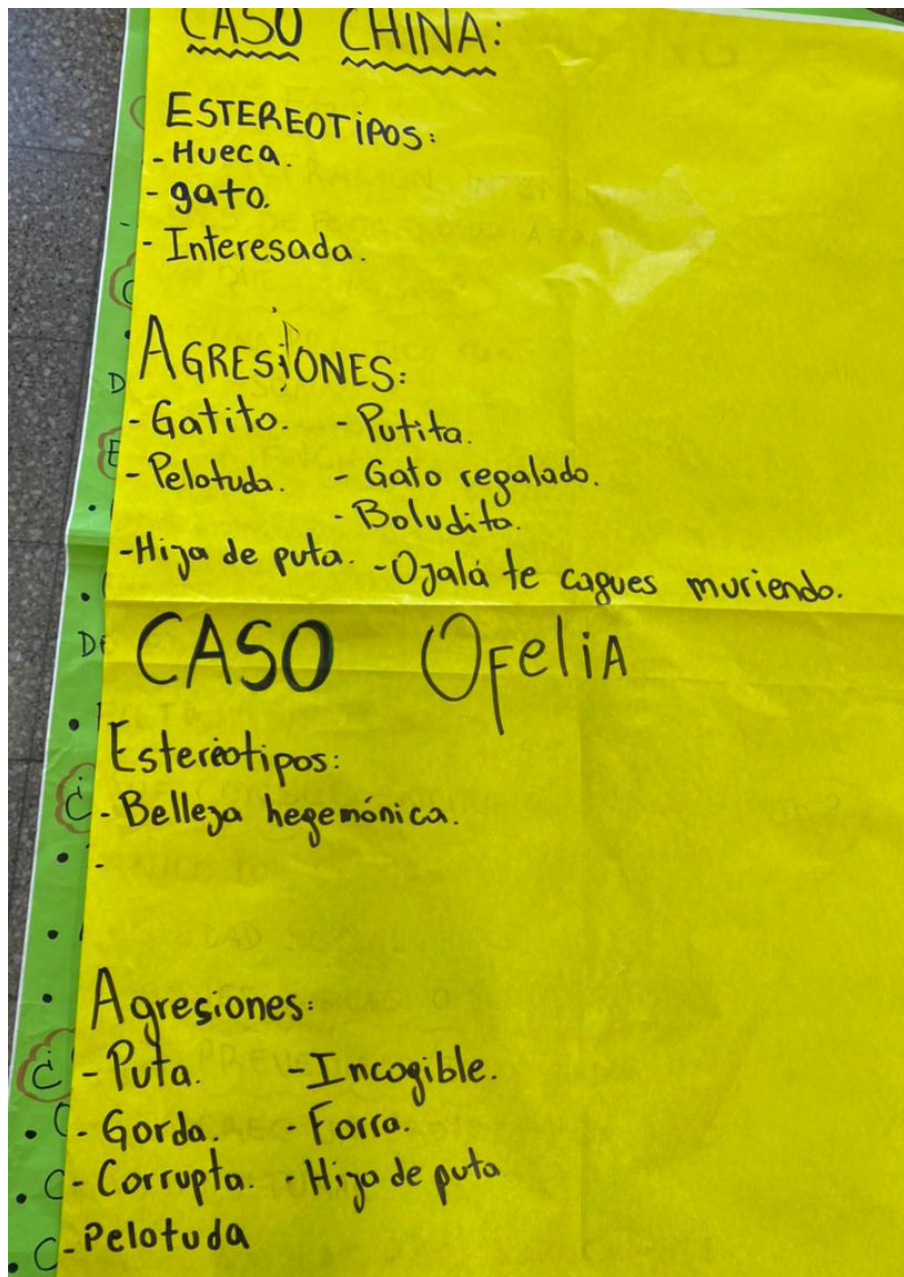 CASO CHINA:
ESTEREOTIPOS:
- Hueca.
- gato.
- Interesada.
AGRESIONES:
- Gatito. - Putita.
- Pelotuda. - Gato regalado.
- Boludita.
- Hija de puta. - Ojalá te cagues muriendo.
CASO Ofelia
Estereotipos:
- Belleza hegemónica.
-
Agresiones:
- Puta. - Incogible.
- Gorda. - Forra.
- Corrupta. - Hija de puta
- Pelotuda